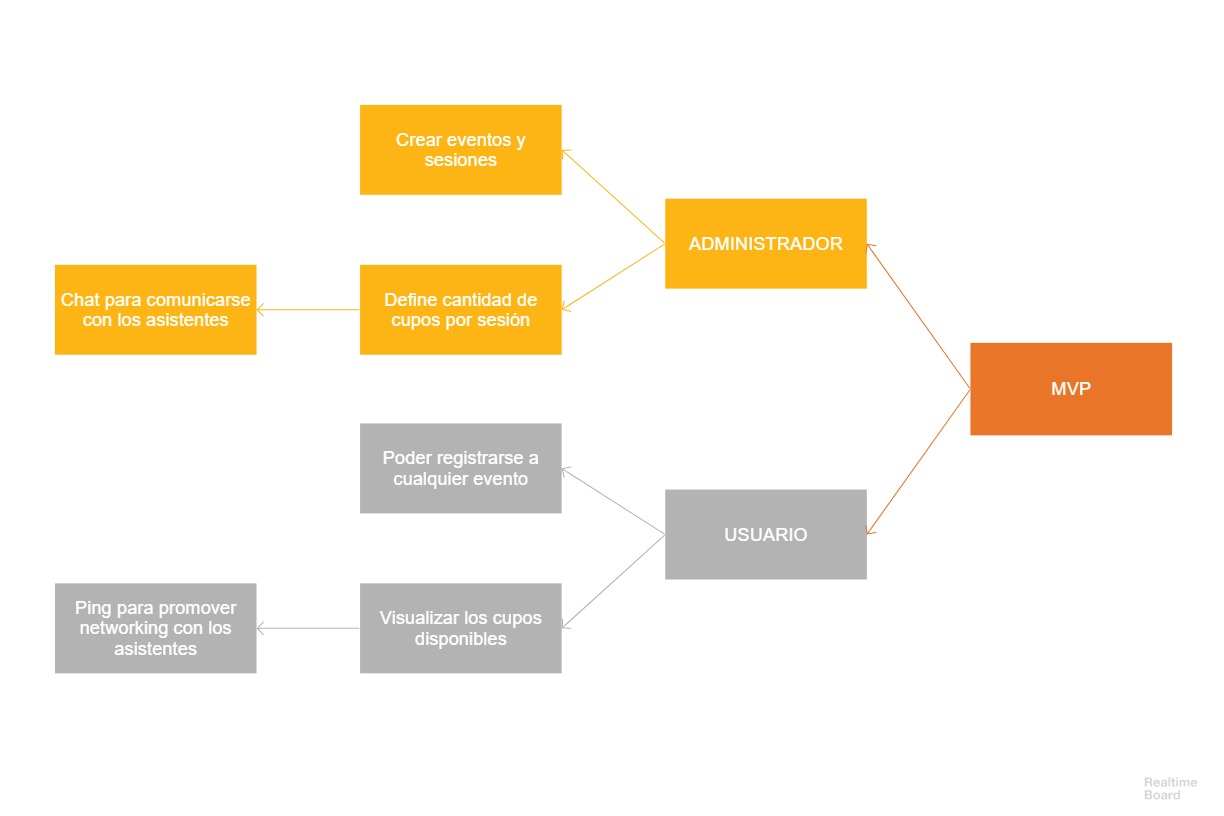 Crear eventos y
sesiones
ADMINISTRADOR
Chat para comunicarse
con los asistentes
Define cantidad de
cupos por sesión
MVP
Poder registrarse a
cualquier evento
USUARIO
Ping para promover
networking con los
asistentes
Visualizar los cupos
disponibles
Realtime
Board